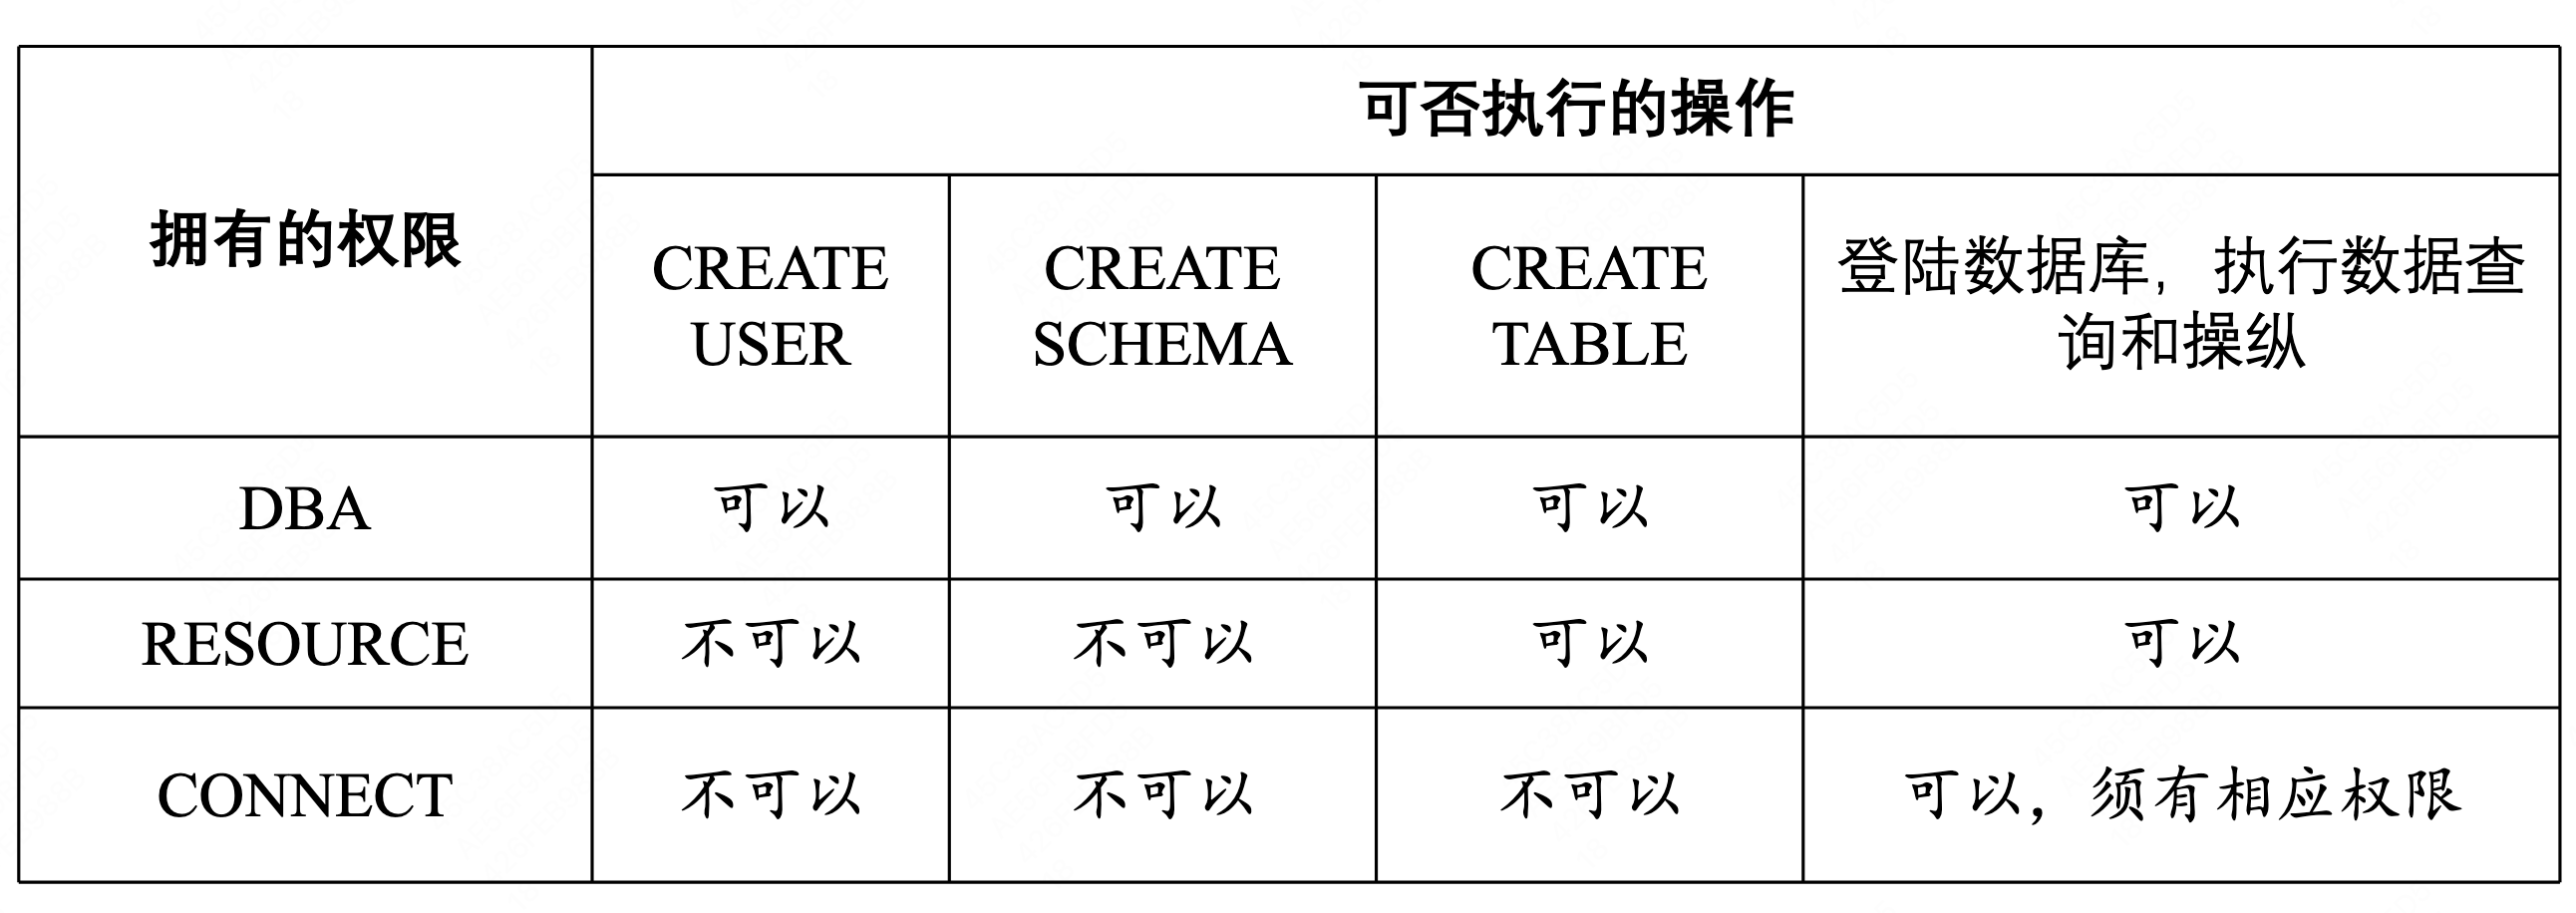 可否执行的操作
拥有的权限
CREATE
USER
CREATE
SCHEMA
CREATE
TABLE
登陆数据库，执行数据查
询和操纵
DBA
可以
可以
可以
可以
RESOURCE
不可以
不可以
可以
可以
CONNECT
不可以
不可以
不可以
可以，须有相应权限